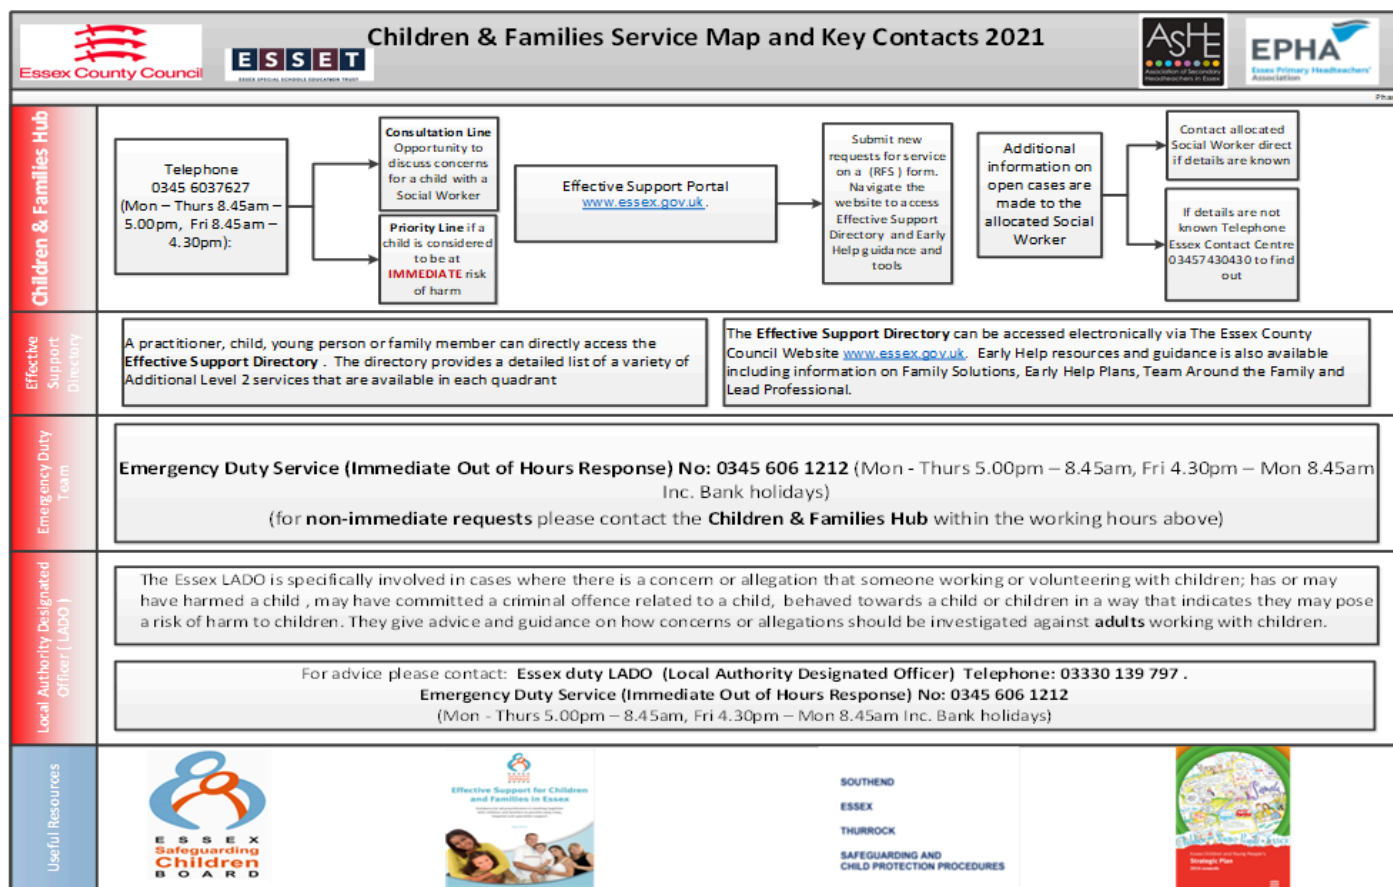 Children & Families Service Map and Key Contacts 2021
Essex County Council
ESSET
ESSEX SPECIAL SCHOOLS EDUCATION TRUST
ASHE
Association of Secondary
Headteachers in Essex
EPHA
Essex Primary Headteachers'
Association
Children & Families Hub
Telephone
0345 6037627
(Mon – Thurs 8.45am –
5.00pm, Fri 8.45am –
4.30pm):
Consultation Line
Opportunity to
discuss concerns
for a child with a
Social Worker
Priority Line if a
child is considered
to be at
IMMEDIATE risk
of harm
Effective Support Portal
www.essex.gov.uk .
Submit new
requests for service
on a (RFS ) form.
Navigate the
website to access
Effective Support
Directory and Early
Help guidance and
tools
Additional
information on
open cases are
made to the
allocated Social
Worker
Contact allocated
Social Worker direct
if details are known
If details are not
known Telephone
Essex Contact Centre
03457430430 to find
out
Effective
Support
Directory
A practitioner, child, young person or family member can directly access the
Effective Support Directory . The directory provides a detailed list of a variety of
Additional Level 2 services that are available in each quadrant
The Effective Support Directory can be accessed electronically via The Essex County
Council Website www.essex.gov.uk. Early Help resources and guidance is also available
including information on Family Solutions, Early Help Plans, Team Around the Family and
Lead Professional.
Emergency Duty
Team
Emergency Duty Service (Immediate Out of Hours Response) No: 0345 606 1212 (Mon - Thurs 5.00pm – 8.45am, Fri 4.30pm – Mon 8.45am
Inc. Bank holidays)
(for non-immediate requests please contact the Children & Families Hub within the working hours above)
Local Authority Designated
Officer ( LADO )
The Essex LADO is specifically involved in cases where there is a concern or allegation that someone working or volunteering with children; has or may
have harmed a child , may have committed a criminal offence related to a child, behaved towards a child or children in a way that indicates they may pose
a risk of harm to children. They give advice and guidance on how concerns or allegations should be investigated against adults working with children.
For advice please contact: Essex duty LADO (Local Authority Designated Officer) Telephone: 03330 139 797 .
Emergency Duty Service (Immediate Out of Hours Response) No: 0345 606 1212
(Mon - Thurs 5.00pm – 8.45am, Fri 4.30pm – Mon 8.45am Inc. Bank holidays)
Useful Resources
ESSEX
Safeguarding
Children
BOARD
Effective Support for Children
and Families in Essex
SOUTHEND
ESSEX
THURROCK
SAFEGUARDING AND
CHILD PROTECTION PROCEDURES
Essex Children and Young People's
Strategic Plan